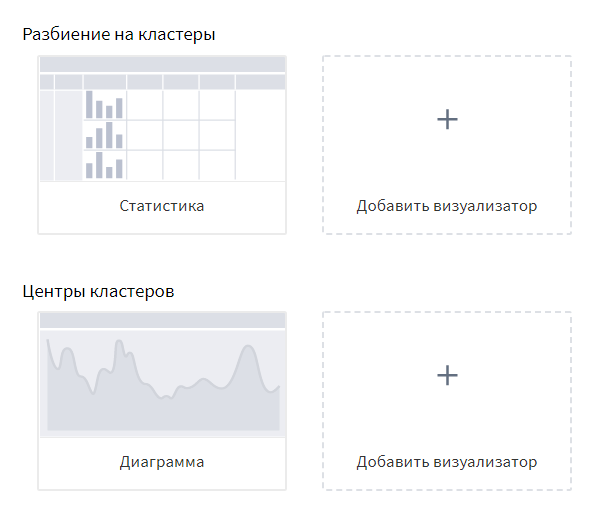 Разбиение на кластеры
Статистика
Добавить визуализатор
Центры кластеров
Диаграмма
Добавить визуализатор